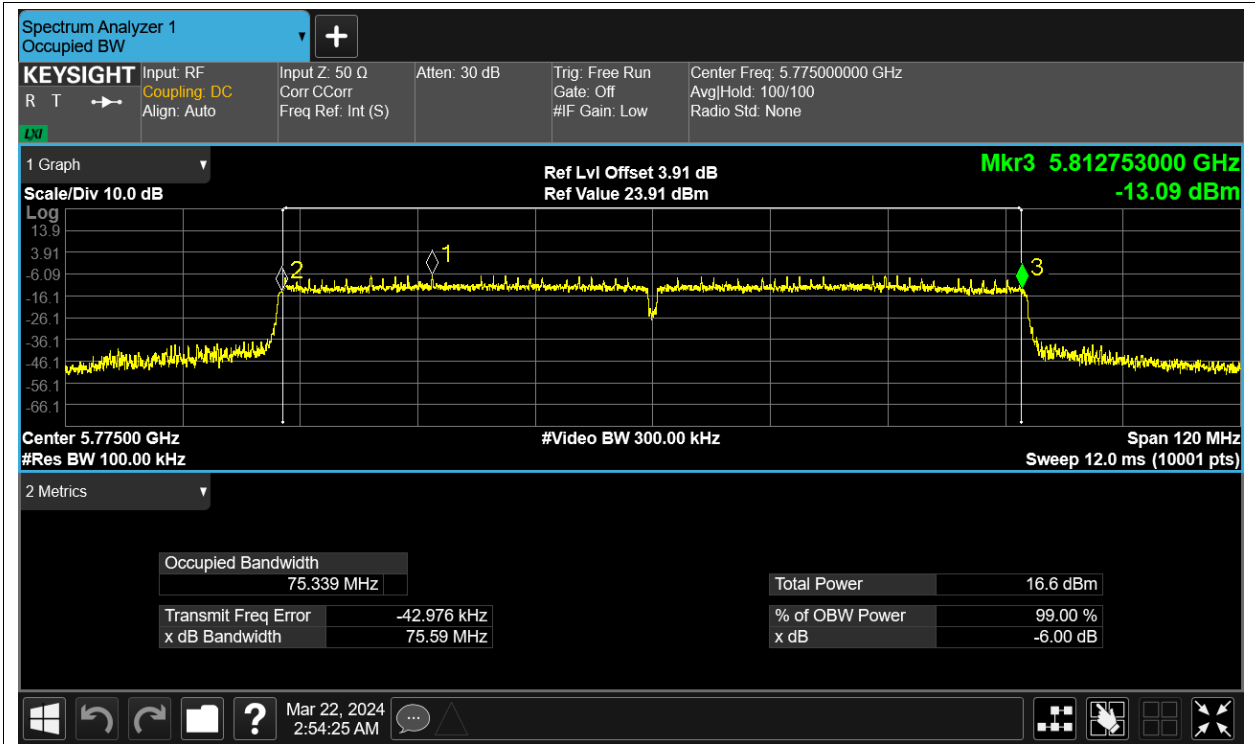 Spectrum Analyzer 1
Occupied BW
KEYSIGHT
R T
LXI
Input: RF
Coupling: DC
Align: Auto
Input Z: 50 Ω
Corr CCorr
Freq Ref: Int (S)
Atten: 30 dB
Trig: Free Run
Gate: Off
#IF Gain: Low
Center Freq: 5.775000000 GHz
Avg|Hold: 100/100
Radio Std: None
1 Graph
Scale/Div 10.0 dB
Ref Lvl Offset 3.91 dB
Ref Value 23.91 dBm
Mkr3 5.812753000 GHz
-13.09 dBm
Log
13.9
3.91
-6.09
-16.1
-26.1
-36.1
-46.1
-56.1
-66.1
2
1
3
Center 5.77500 GHz
#Res BW 100.00 kHz
#Video BW 300.00 kHz
Span 120 MHz
Sweep 12.0 ms (10001 pts)
2 Metrics
Occupied Bandwidth
75.339 MHz
Transmit Freq Error -42.976 kHz
x dB Bandwidth 75.59 MHz
Total Power 16.6 dBm
% of OBW Power 99.00 %
x dB -6.00 dB
?
Mar 22, 2024
2:54:25 AM